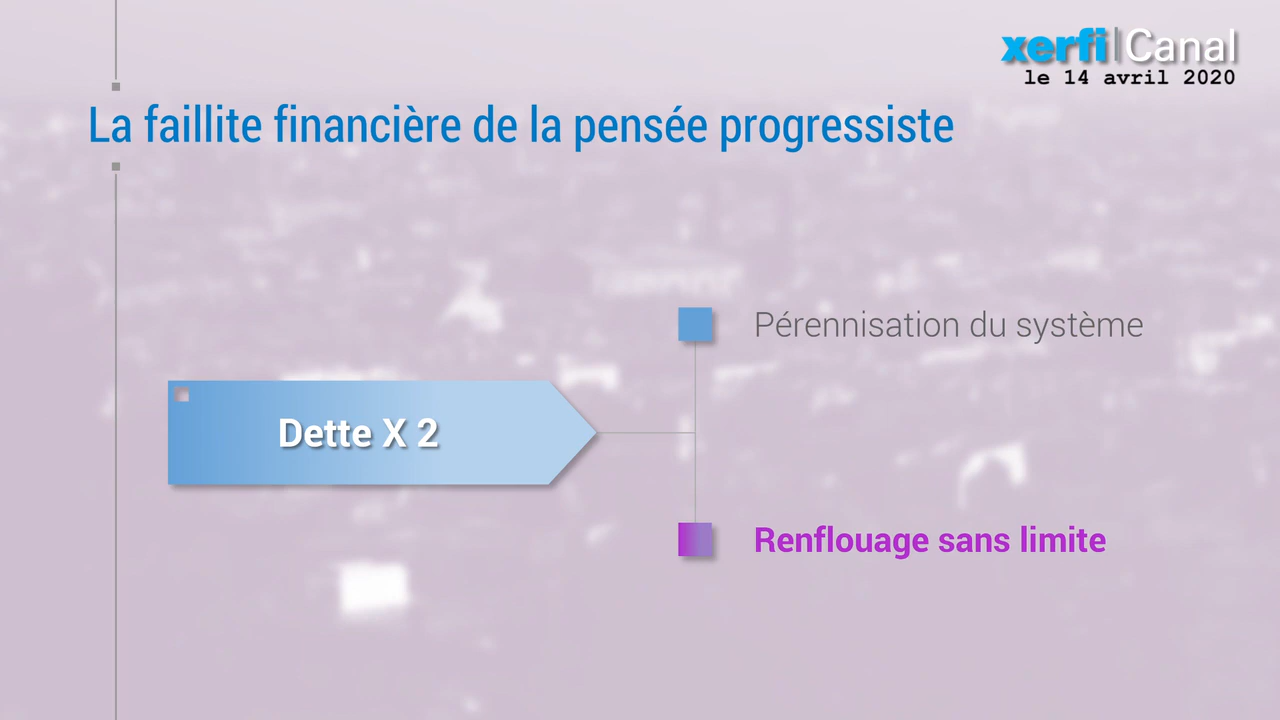 xerfi Canal
le 14 avril 2020
La faillite financière de la pensée progressiste
Pérennisation du système
Dette X 2
Renflouage sans limite